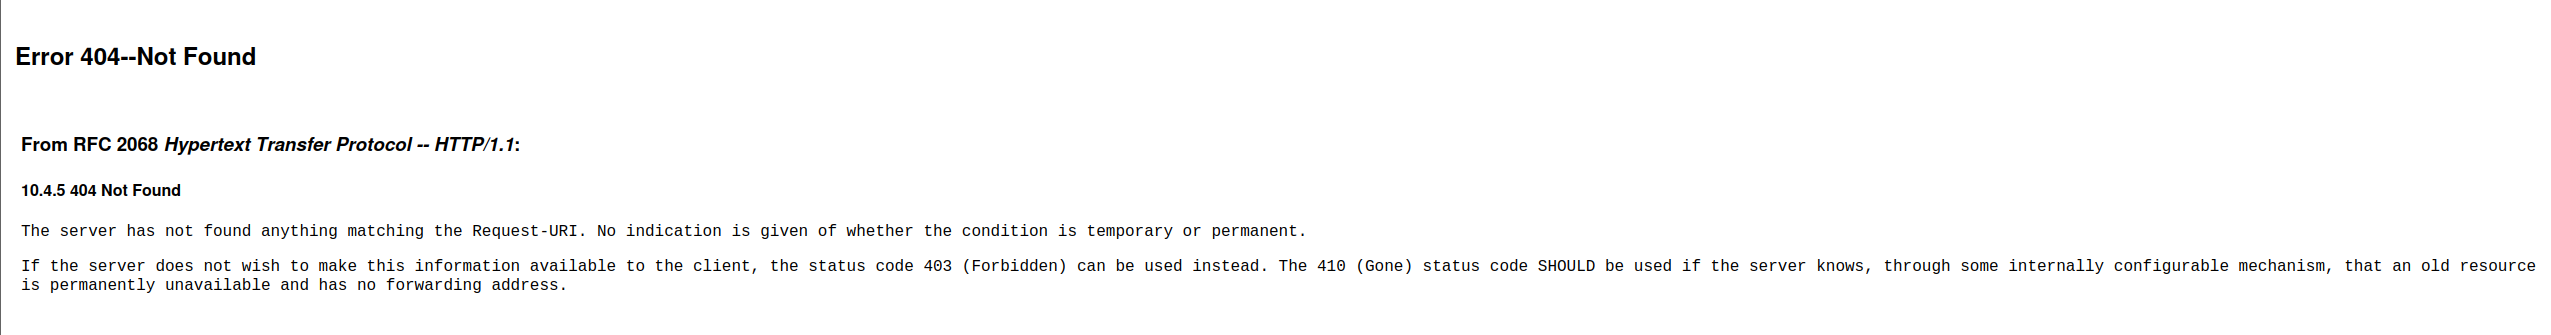 Error 404--Not Found
From RFC 2068 Hypertext Transfer Protocol -- HTTP/1.1:
10.4.5 404 Not Found
The server has not found anything matching the Request-URI. No indication is given of whether the condition is temporary or permanent.
If the server does not wish to make this information available to the client, the status code 403 (Forbidden) can be used instead. The 410 (Gone) status code SHOULD be used if the server knows, through some internally configurable mechanism, that an old resource
is permanently unavailable and has no forwarding address.